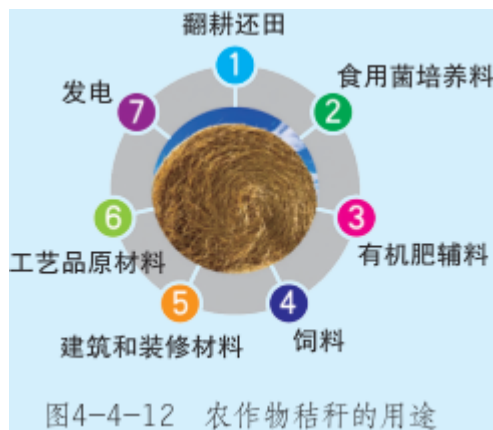 翻耕还田
1
食用菌培养料
2
3
有机肥辅料
4
饲料
5
建筑和装修材料
6
工艺品原材料
7
发电
图4-4-12 农作物秸秆的用途